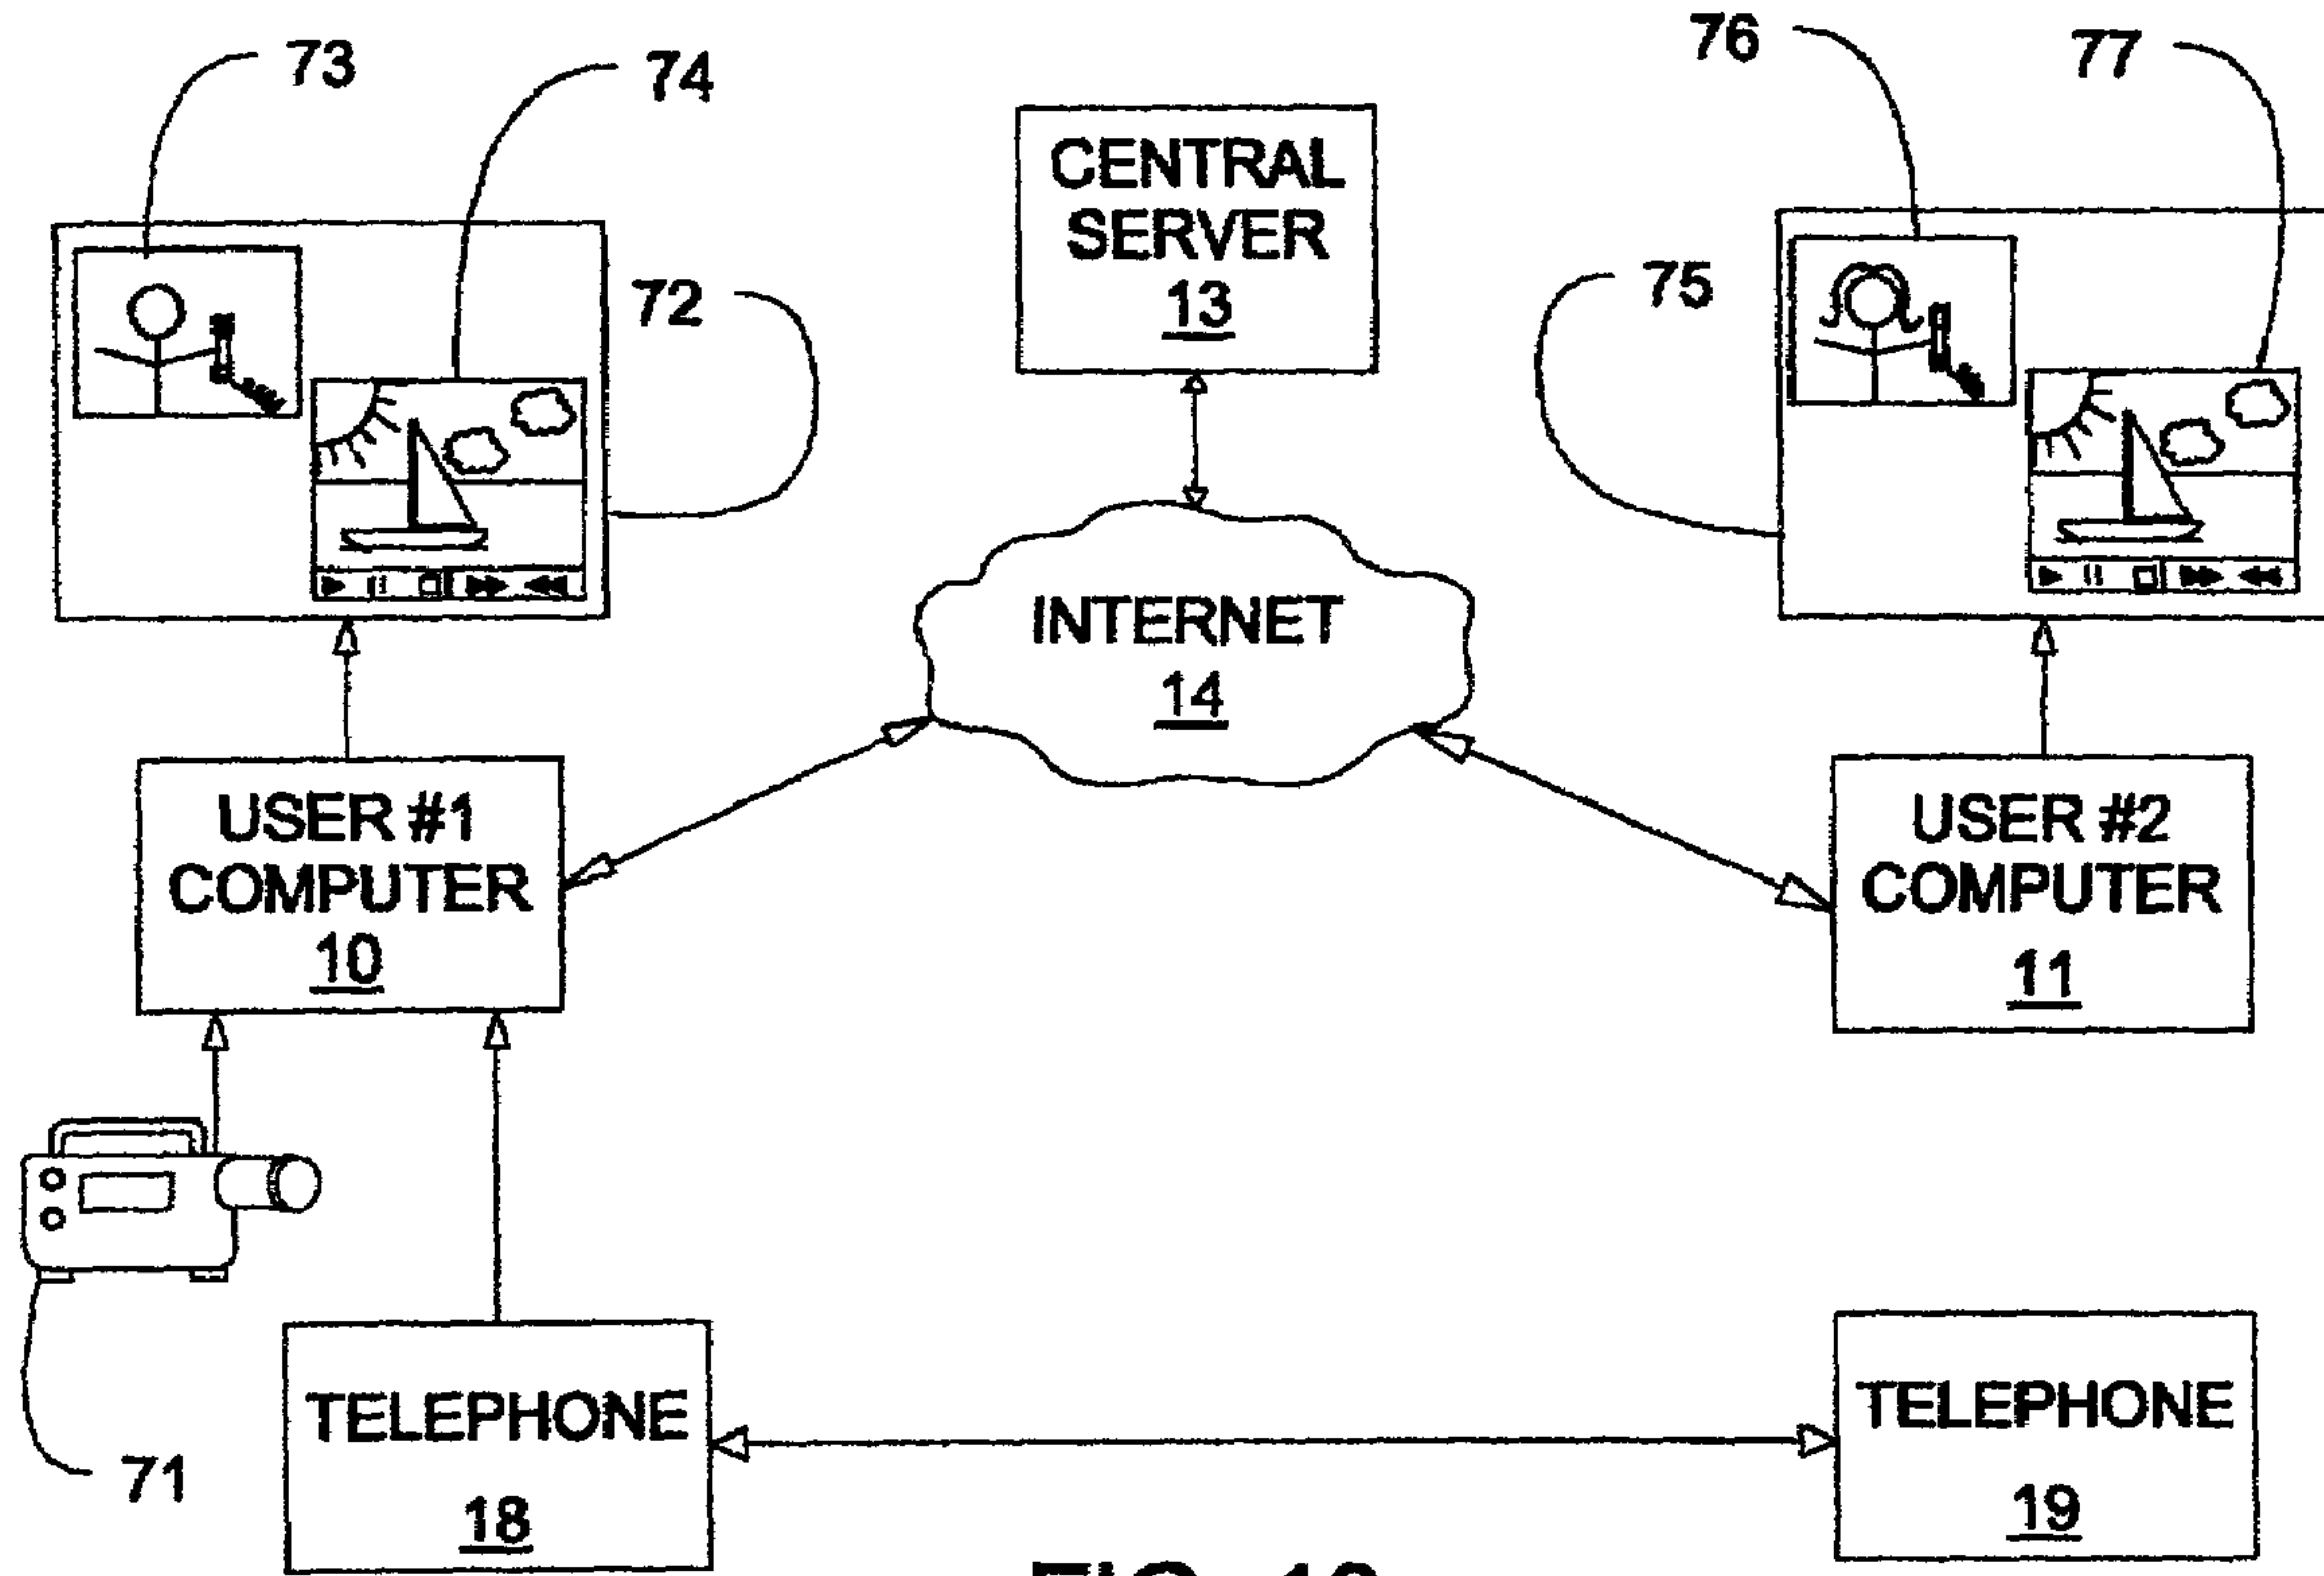 73
74
76
77
CENTRAL
SERVER
13
72
75
INTERNET
14
USER #1
COMPUTER
10
USER #2
COMPUTER
11
71
TELEPHONE
18
TELEPHONE
19